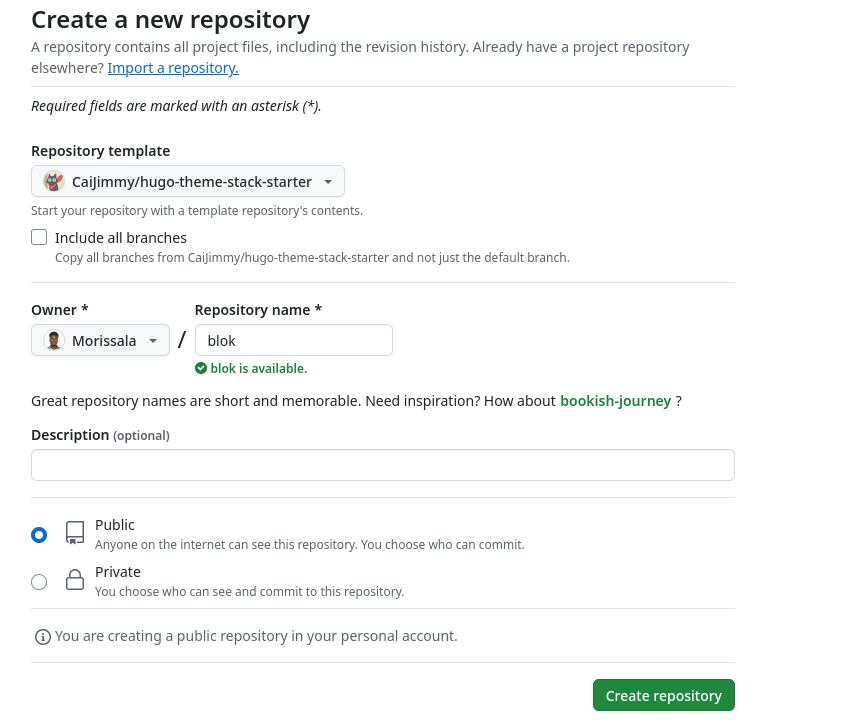 Create a new repository
A repository contains all project files, including the revision history. Already have a project repository
elsewhere? Import a repository.
Required fields are marked with an asterisk (*).
Repository template
CaiJimmy/hugo-theme-stack-starter
Start your repository with a template repository's contents.
Include all branches
Copy all branches from CaiJimmy/hugo-theme-stack-starter and not just the default branch.
Owner * Repository name *
Morissala / blok
blok is available.
Great repository names are short and memorable. Need inspiration? How about bookish-journey ?
Description (optional)
Public
Anyone on the internet can see this repository. You choose who can commit.
Private
You choose who can see and commit to this repository.
You are creating a public repository in your personal account.
Create repository